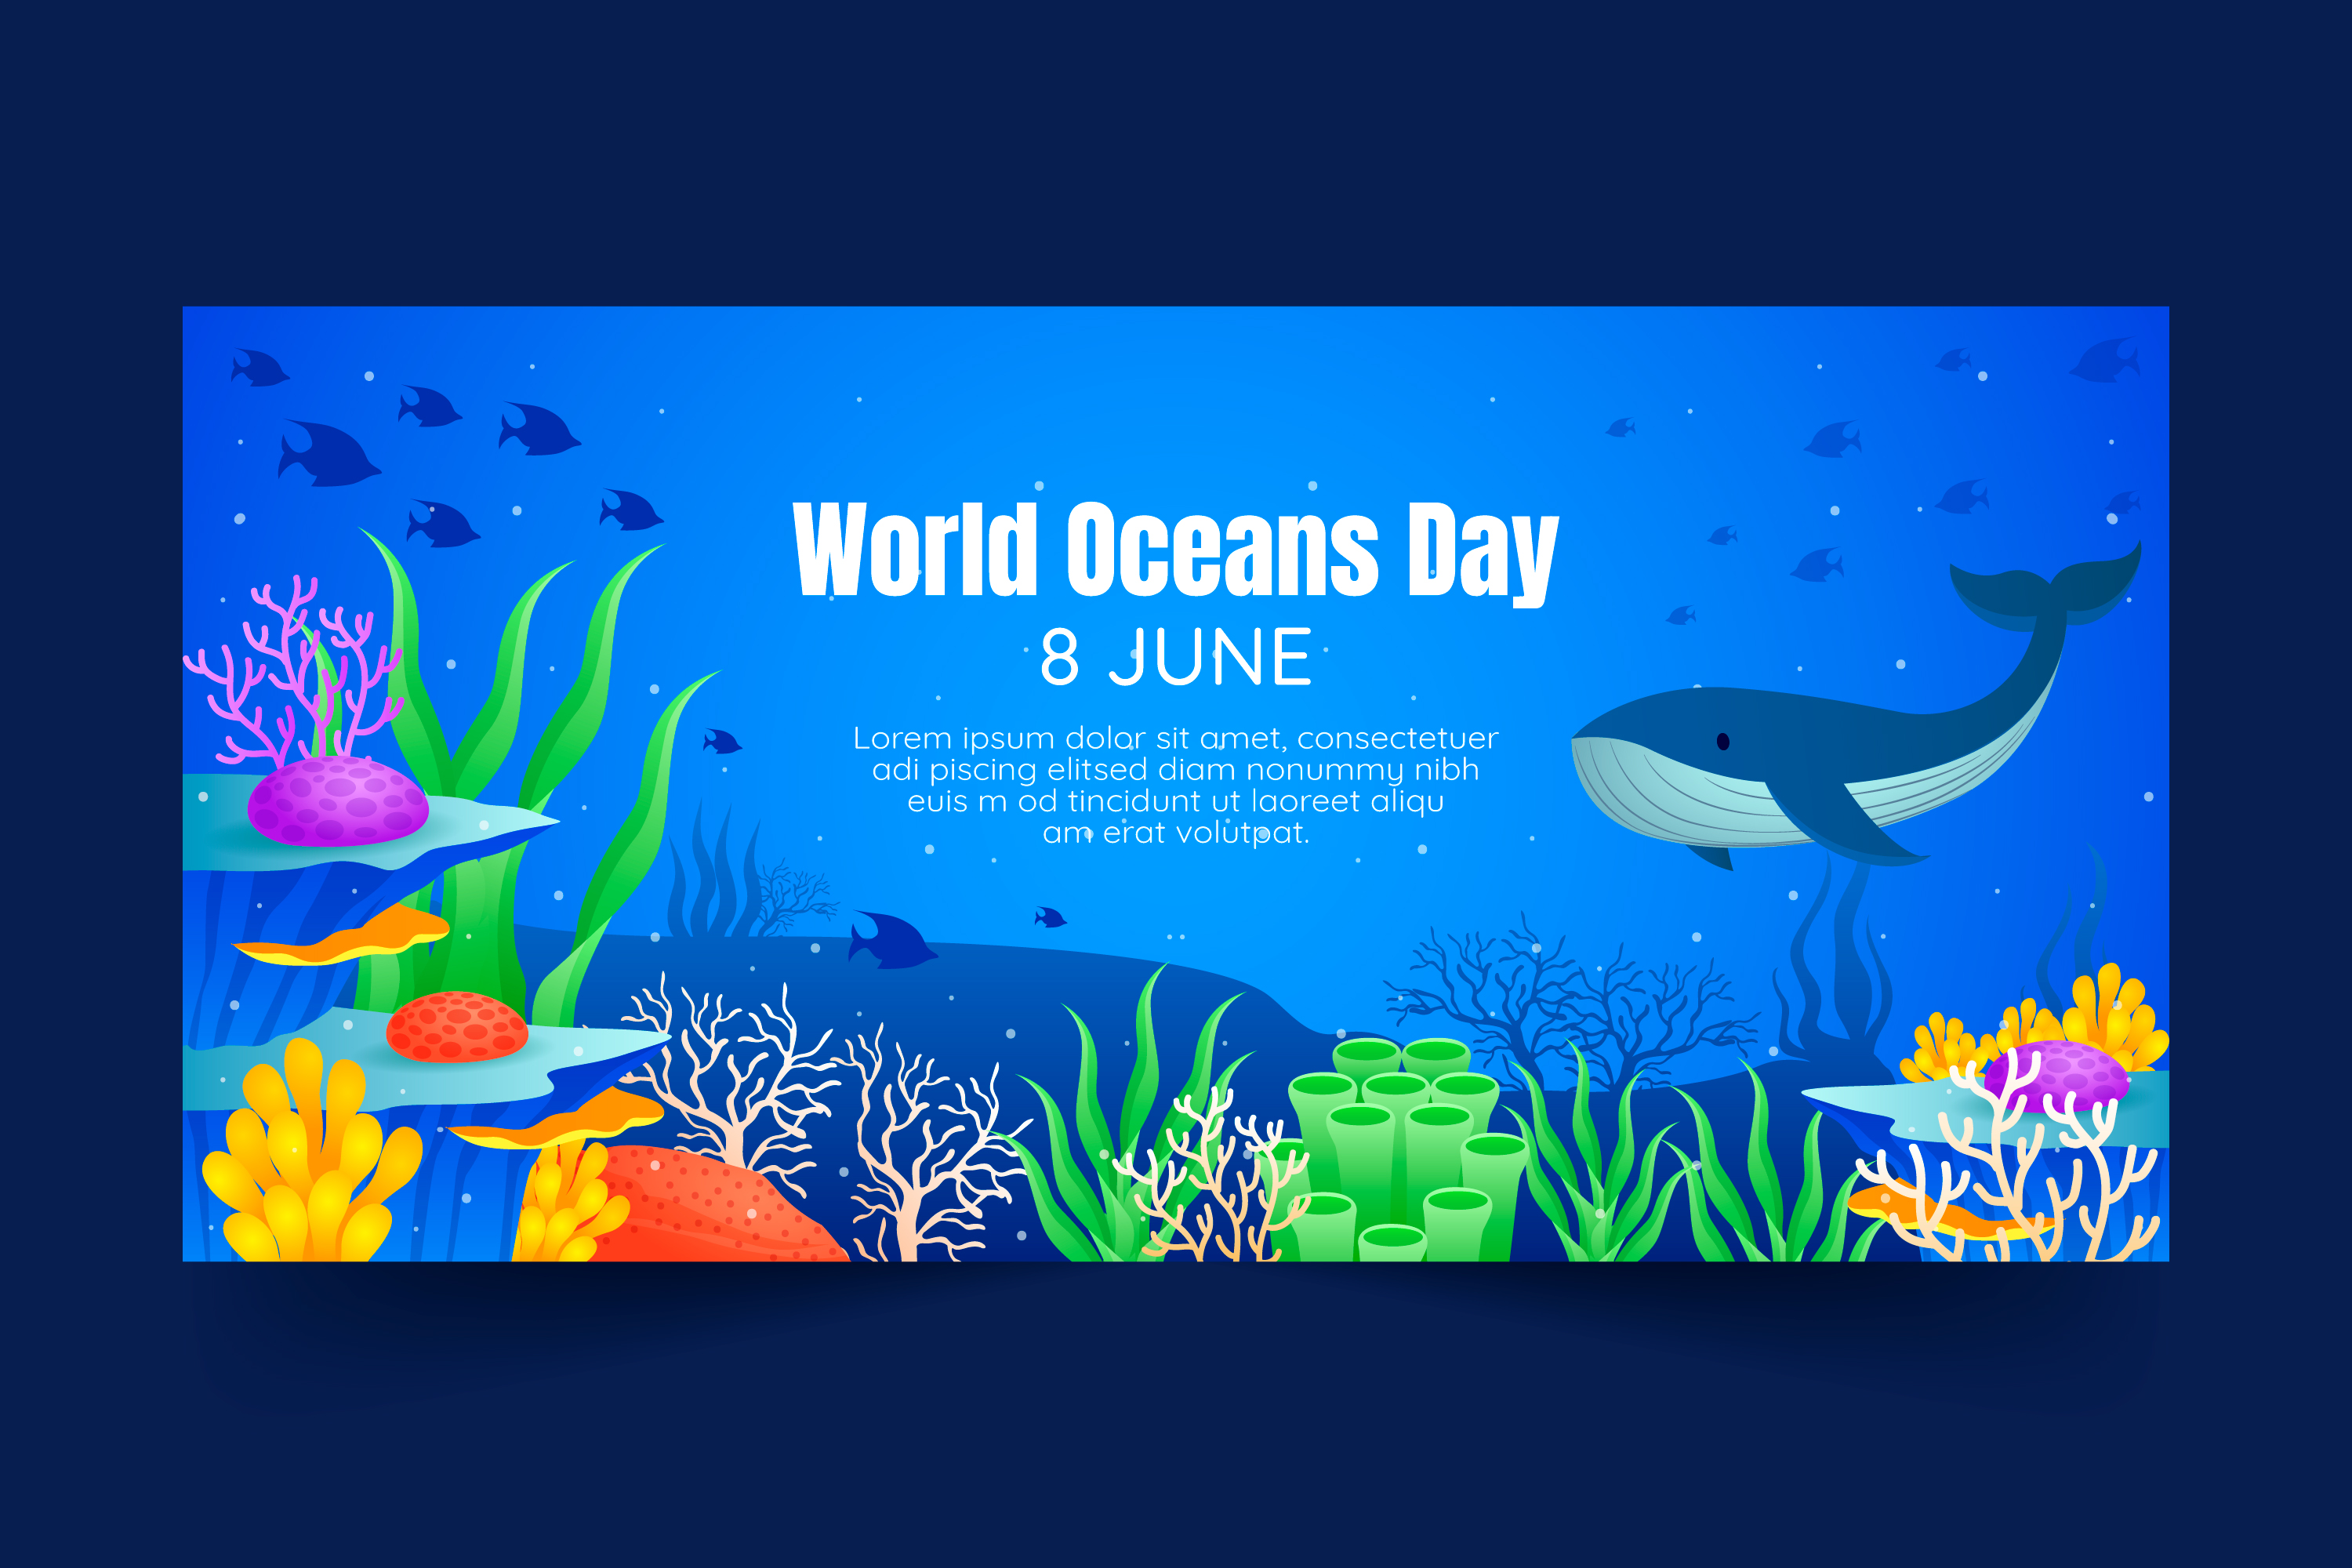 World Oceans Day
8 JUNE
Lorem ipsum dolor sit amet, consectetuer
adi piscing elitsed diam nonummy nibh
euis m od tincidunt ut laoreet aliqu
am erat volutpat.